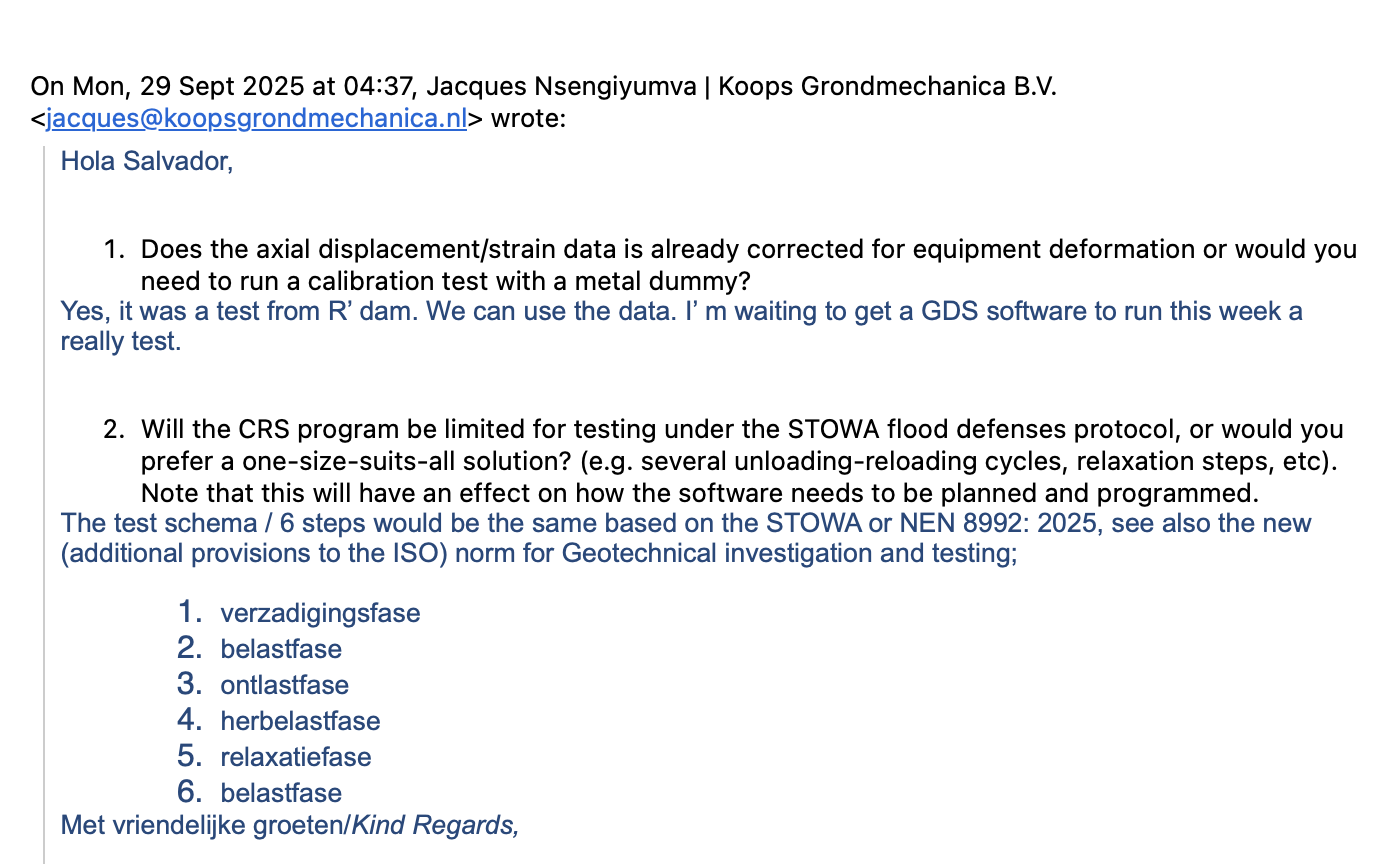 On Mon, 29 Sept 2025 at 04:37, Jacques Nsengiyumva | Koops Grondmechanica B.V.
<jacques@koopsgrondmechanica.nl> wrote:
Hola Salvador,
1. Does the axial displacement/strain data is already corrected for equipment deformation or would you
need to run a calibration test with a metal dummy?
Yes, it was a test from R’ dam. We can use the data. I’ m waiting to get a GDS software to run this week a
really test.
2. Will the CRS program be limited for testing under the STOWA flood defenses protocol, or would you
prefer a one-size-suits-all solution? (e.g. several unloading-reloading cycles, relaxation steps, etc).
Note that this will have an effect on how the software needs to be planned and programmed.
The test schema / 6 steps would be the same based on the STOWA or NEN 8992: 2025, see also the new
(additional provisions to the ISO) norm for Geotechnical investigation and testing;
1. verzadigingsfase
2. belastfase
3. ontlastfase
4. herbelastfase
5. relaxatiefase
6. belastfase
Met vriendelijke groeten/Kind Regards,